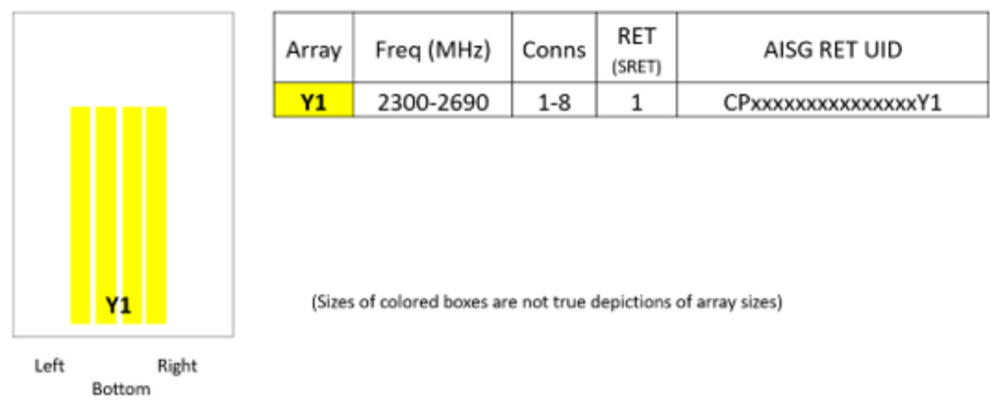 Array Freq (MHz) Conns RET (SRET) AISG RET UID
Y1 2300-2690 1-8 1 CPxxxxxxxxxxxxxxxY1
Y1
(Sizes of colored boxes are not true depictions of array sizes)
Left Right
Bottom